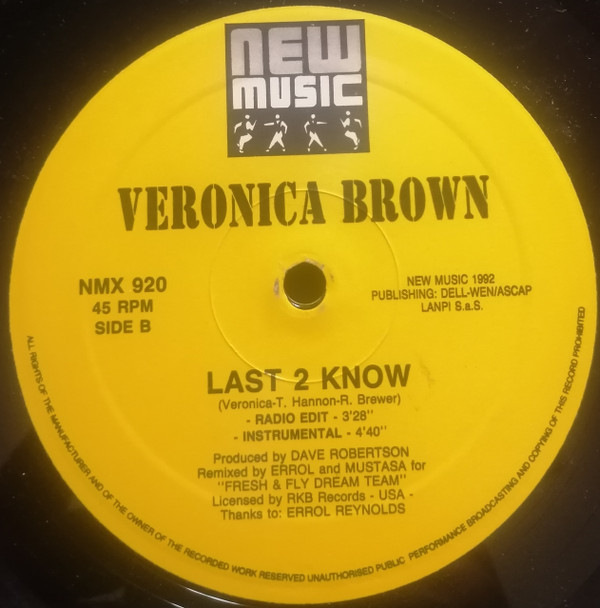 NEW
MUSIC
VERONICA BROWN
NMX 920
45 RPM
SIDE B
NEW MUSIC 1992
PUBLISHING: DELL-WEN/ASCAP
LANPI S.a.S.
LAST 2 KNOW
(Veronica-T. Hannon-R. Brewer)
- RADIO EDIT - 3'28''
- INSTRUMENTAL - 4'40''
Produced by DAVE ROBERTSON
Remixed by ERROL and MUSTASA for
''FRESH & FLY DREAM TEAM''
Licensed by RKB Records - USA -
Thanks to: ERROL REYNOLDS
ALL RIGHTS OF THE MANUFACTURER AND OF THE OWNER OF THE RECORDED WORK RESERVED UNAUTHORISED PUBLIC PERFORMANCE BROADCASTING AND COPYING OF THIS RECORD PROHIBITED